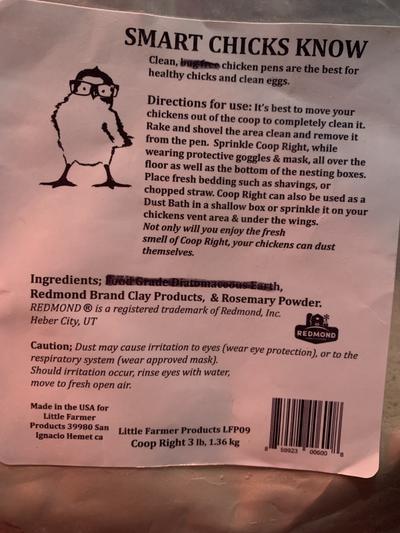 SMART CHICKS KNOW
Clean, bug free chicken pens are the best for
healthy chicks and clean eggs.
Directions for use: It's best to move your
chickens out of the coop to completely clean it.
Rake and shovel the area clean and remove it
from the pen. Sprinkle Coop Right, while
wearing protective goggles & mask, all over the
floor as well as the bottom of the nesting boxes.
Place fresh bedding such as shavings, or
chopped straw. Coop Right can also be used as a
Dust Bath in a shallow box or sprinkle it on your
chickens vent area & under the wings.
Not only will you enjoy the fresh
smell of Coop Right, your chickens can dust
themselves.
Ingredients; Food Grade Diatomaceous Earth,
Redmond Brand Clay Products, & Rosemary Powder.
REDMOND ® is a registered trademark of Redmond, Inc.
Heber City, UT
REDMOND
Caution; Dust may cause irritation to eyes (wear eye protection), or to the
respiratory system (wear approved mask).
Should irritation occur, rinse eyes with water,
move to fresh open air.
Made in the USA for
Little Farmer
Products 39980 San
Ignacio Hemet ca
Little Farmer Products LFP09
Coop Right 3 lb, 1.36 kg
8 59923 00600 8